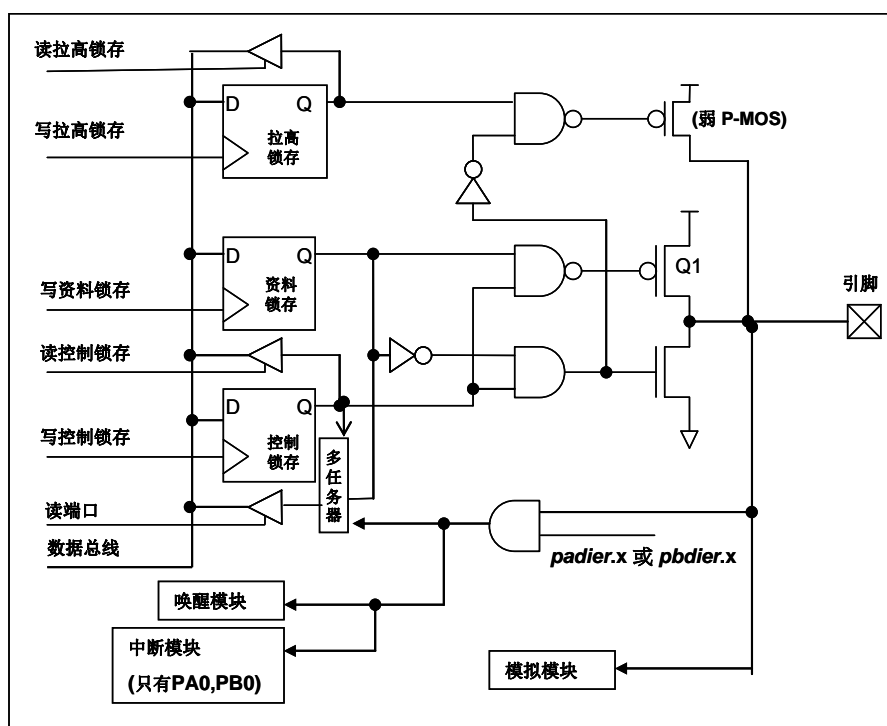 读拉高锁存
D Q
(弱 P-MOS)
写拉高锁存
拉高
锁存
D Q
写资料锁存
资料
锁存
Q1
引脚
读控制锁存
D Q
写控制锁存
控制
锁存
多
任
务
器
读端口
数据总线
padier.x 或 pbdier.x
唤醒模块
中断模块
(只有PA0,PB0)
模拟模块